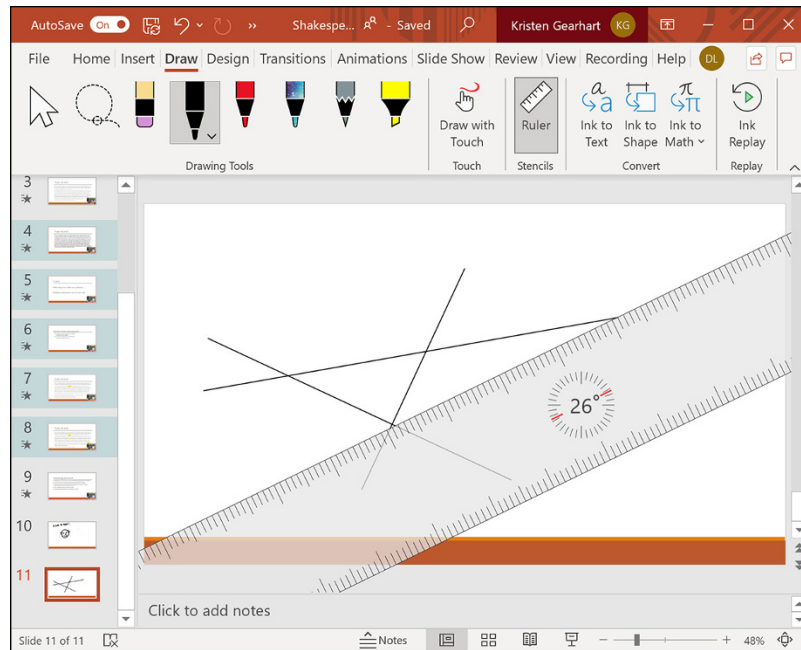 AutoSave On Shakespe... - Saved Kristen Gearhart KG
File Home Insert Draw Design Transitions Animations Slide Show Review View Recording Help DL
Draw with Touch
Ruler
Ink to Text
Ink to Shape
Ink to Math
Ink Replay
Drawing Tools Touch Stencils Convert Replay
3
4
5
6
7
8
9
10
11
26°
Click to add notes
Slide 11 of 11 Notes 48%